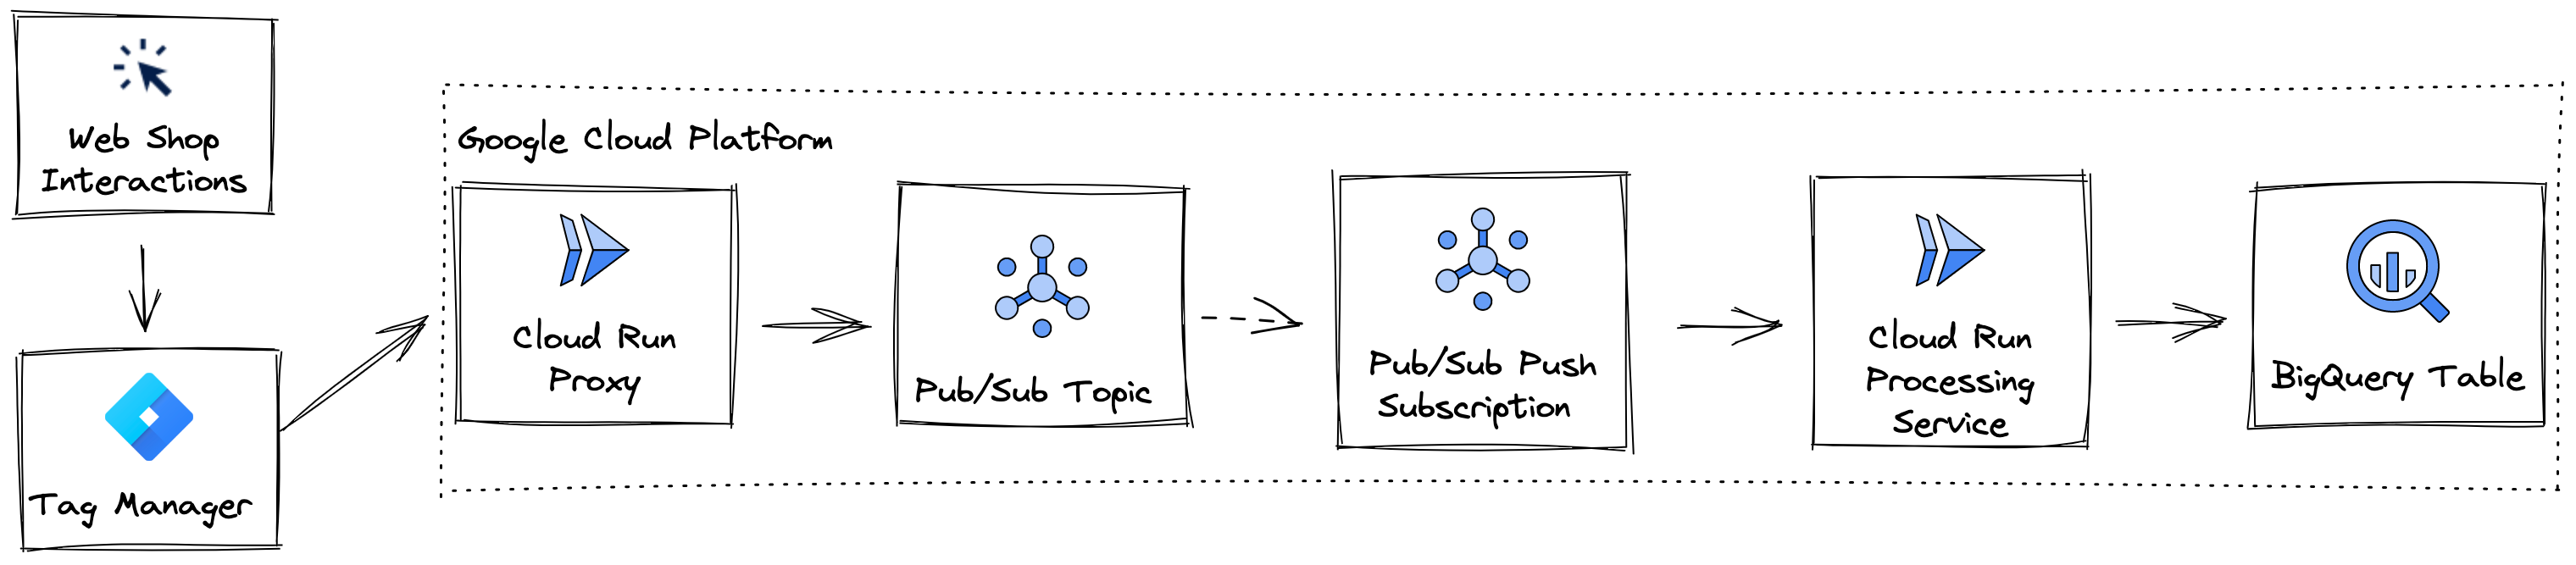 Web Shop
Interactions
Tag Manager
Google Cloud Platform
Cloud Run
Proxy
Pub/Sub Topic
Pub/Sub Push
Subscription
Cloud Run
Processing
Service
BigQuery Table